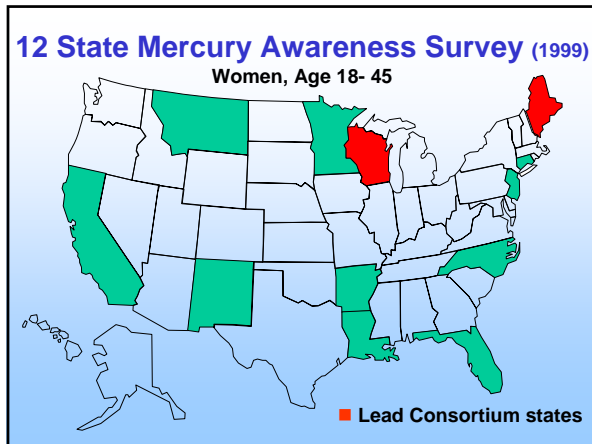 12 State Mercury Awareness Survey (1999)
Women, Age 18- 45
Lead Consortium states